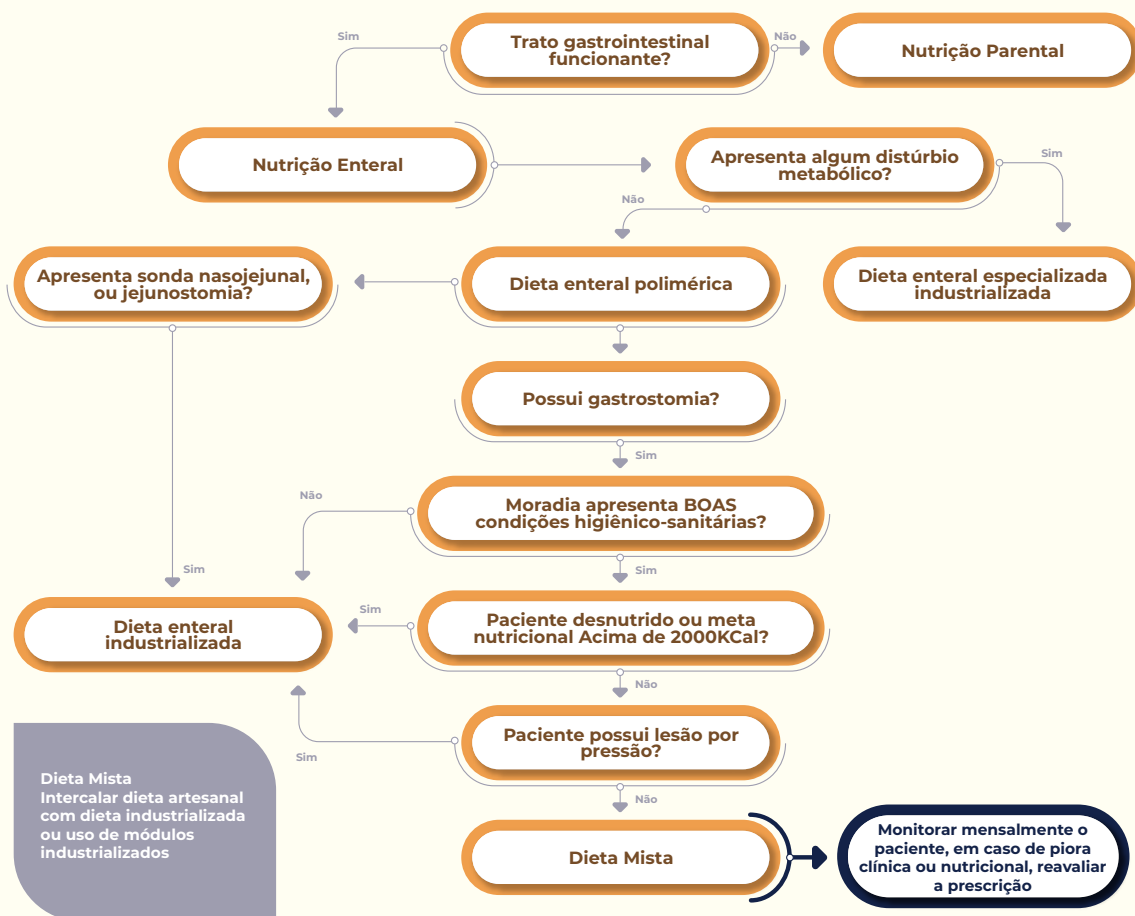 Sim
Trato gastrointestinal
funcionante?
Não
Nutrição Parental
Nutrição Enteral
Apresenta algum distúrbio
metabólico?
Sim
Não
Apresenta sonda nasojejunal,
ou jejunostomia?
Dieta enteral polimérica
Dieta enteral especializada
industrializada
Possui gastrostomia?
Sim
Não
Moradia apresenta BOAS
condições higiênico-sanitárias?
Sim
Sim
Dieta enteral
industrializada
Sim
Paciente desnutrido ou meta
nutricional Acima de 2000KCal?
Não
Sim
Paciente possui lesão por
pressão?
Não
Dieta Mista
Intercalar dieta artesanal
com dieta industrializada
ou uso de módulos
industrializados
Dieta Mista
Monitorar mensalmente o
paciente, em caso de piora
clínica ou nutricional, reavaliar
a prescrição